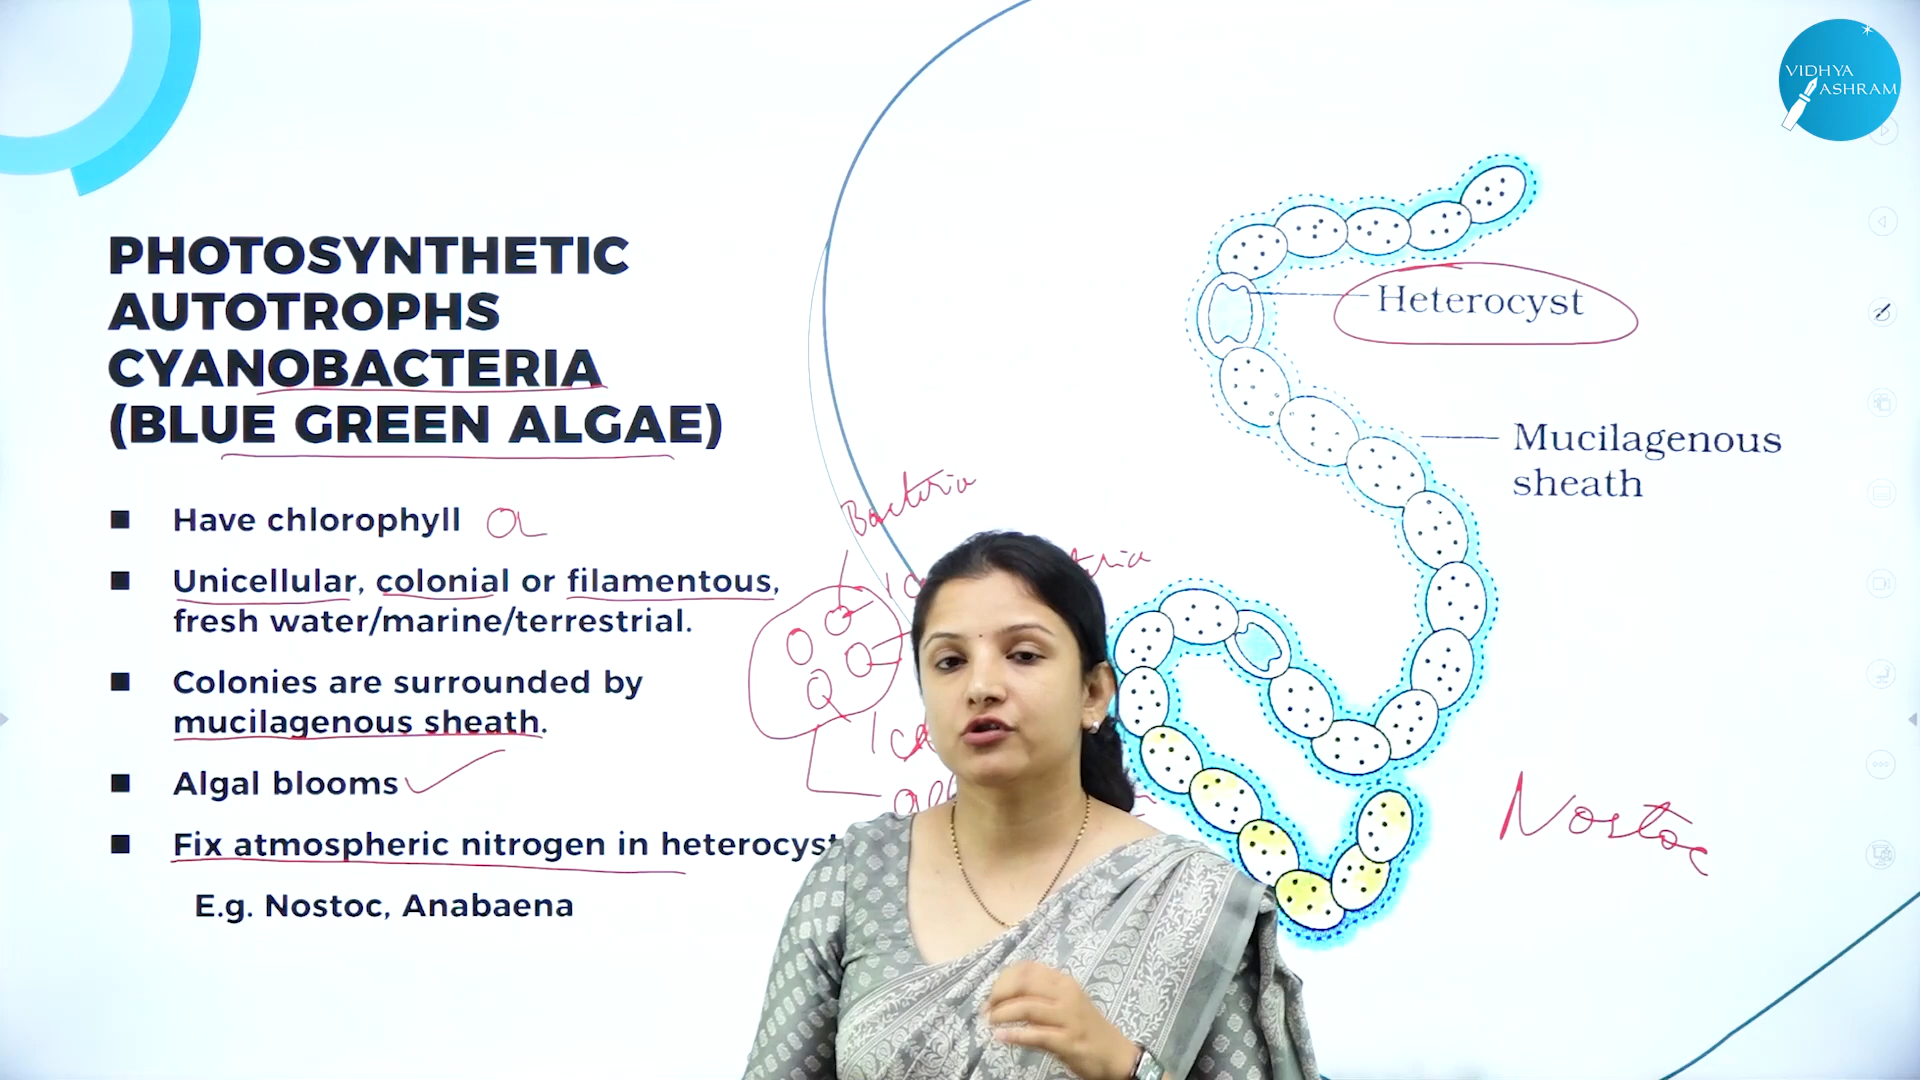 VIDHYA
ASHRAM
PHOTOSYNTHETIC
AUTOTROPHS
CYANOBACTERIA
(BLUE GREEN ALGAE)
■ Have chlorophyll a
■ Unicellular, colonial or filamentous,
fresh water/marine/terrestrial.
■ Colonies are surrounded by
mucilagenous sheath.
■ Algal blooms
■ Fix atmospheric nitrogen in heterocyst
E.g. Nostoc, Anabaena
Bacteria
Heterocyst
Mucilagenous
sheath
Nostoc